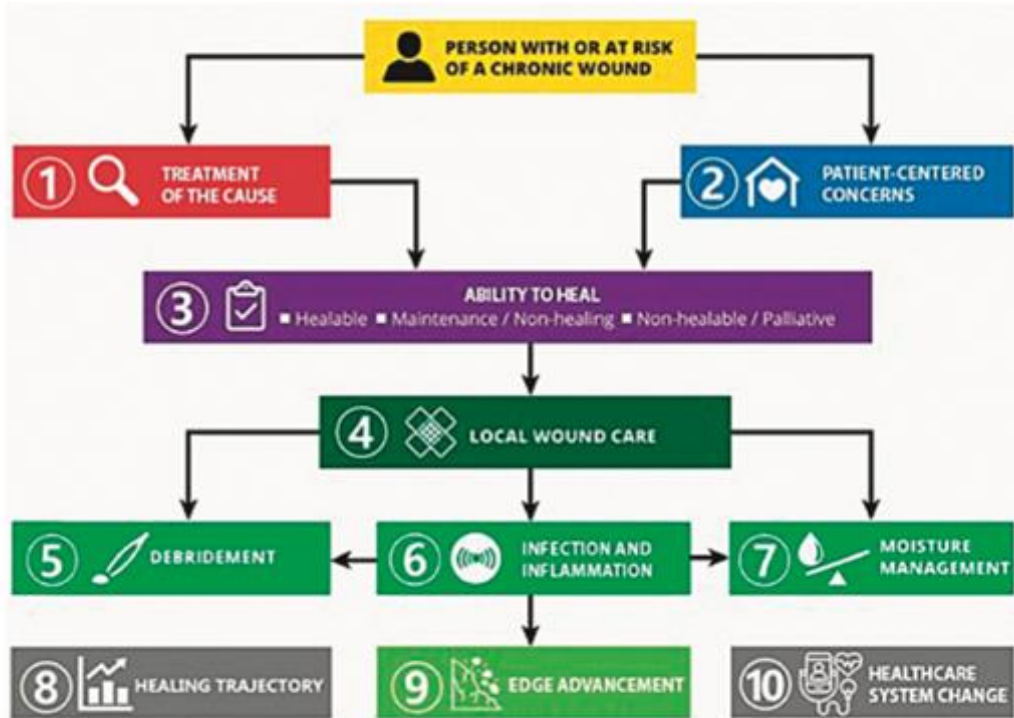 PERSON WITH OR AT RISK
OF A CHRONIC WOUND
1 TREATMENT
OF THE CAUSE
2 PATIENT-CENTERED
CONCERNS
3 ABILITY TO HEAL
■ Healable ■ Maintenance / Non-healing ■ Non-healable / Palliative
4 LOCAL WOUND CARE
5 DEBRIDEMENT
6 INFECTION AND
INFLAMMATION
7 MOISTURE
MANAGEMENT
8 HEALING TRAJECTORY
9 EDGE ADVANCEMENT
10 HEALTHCARE
SYSTEM CHANGE